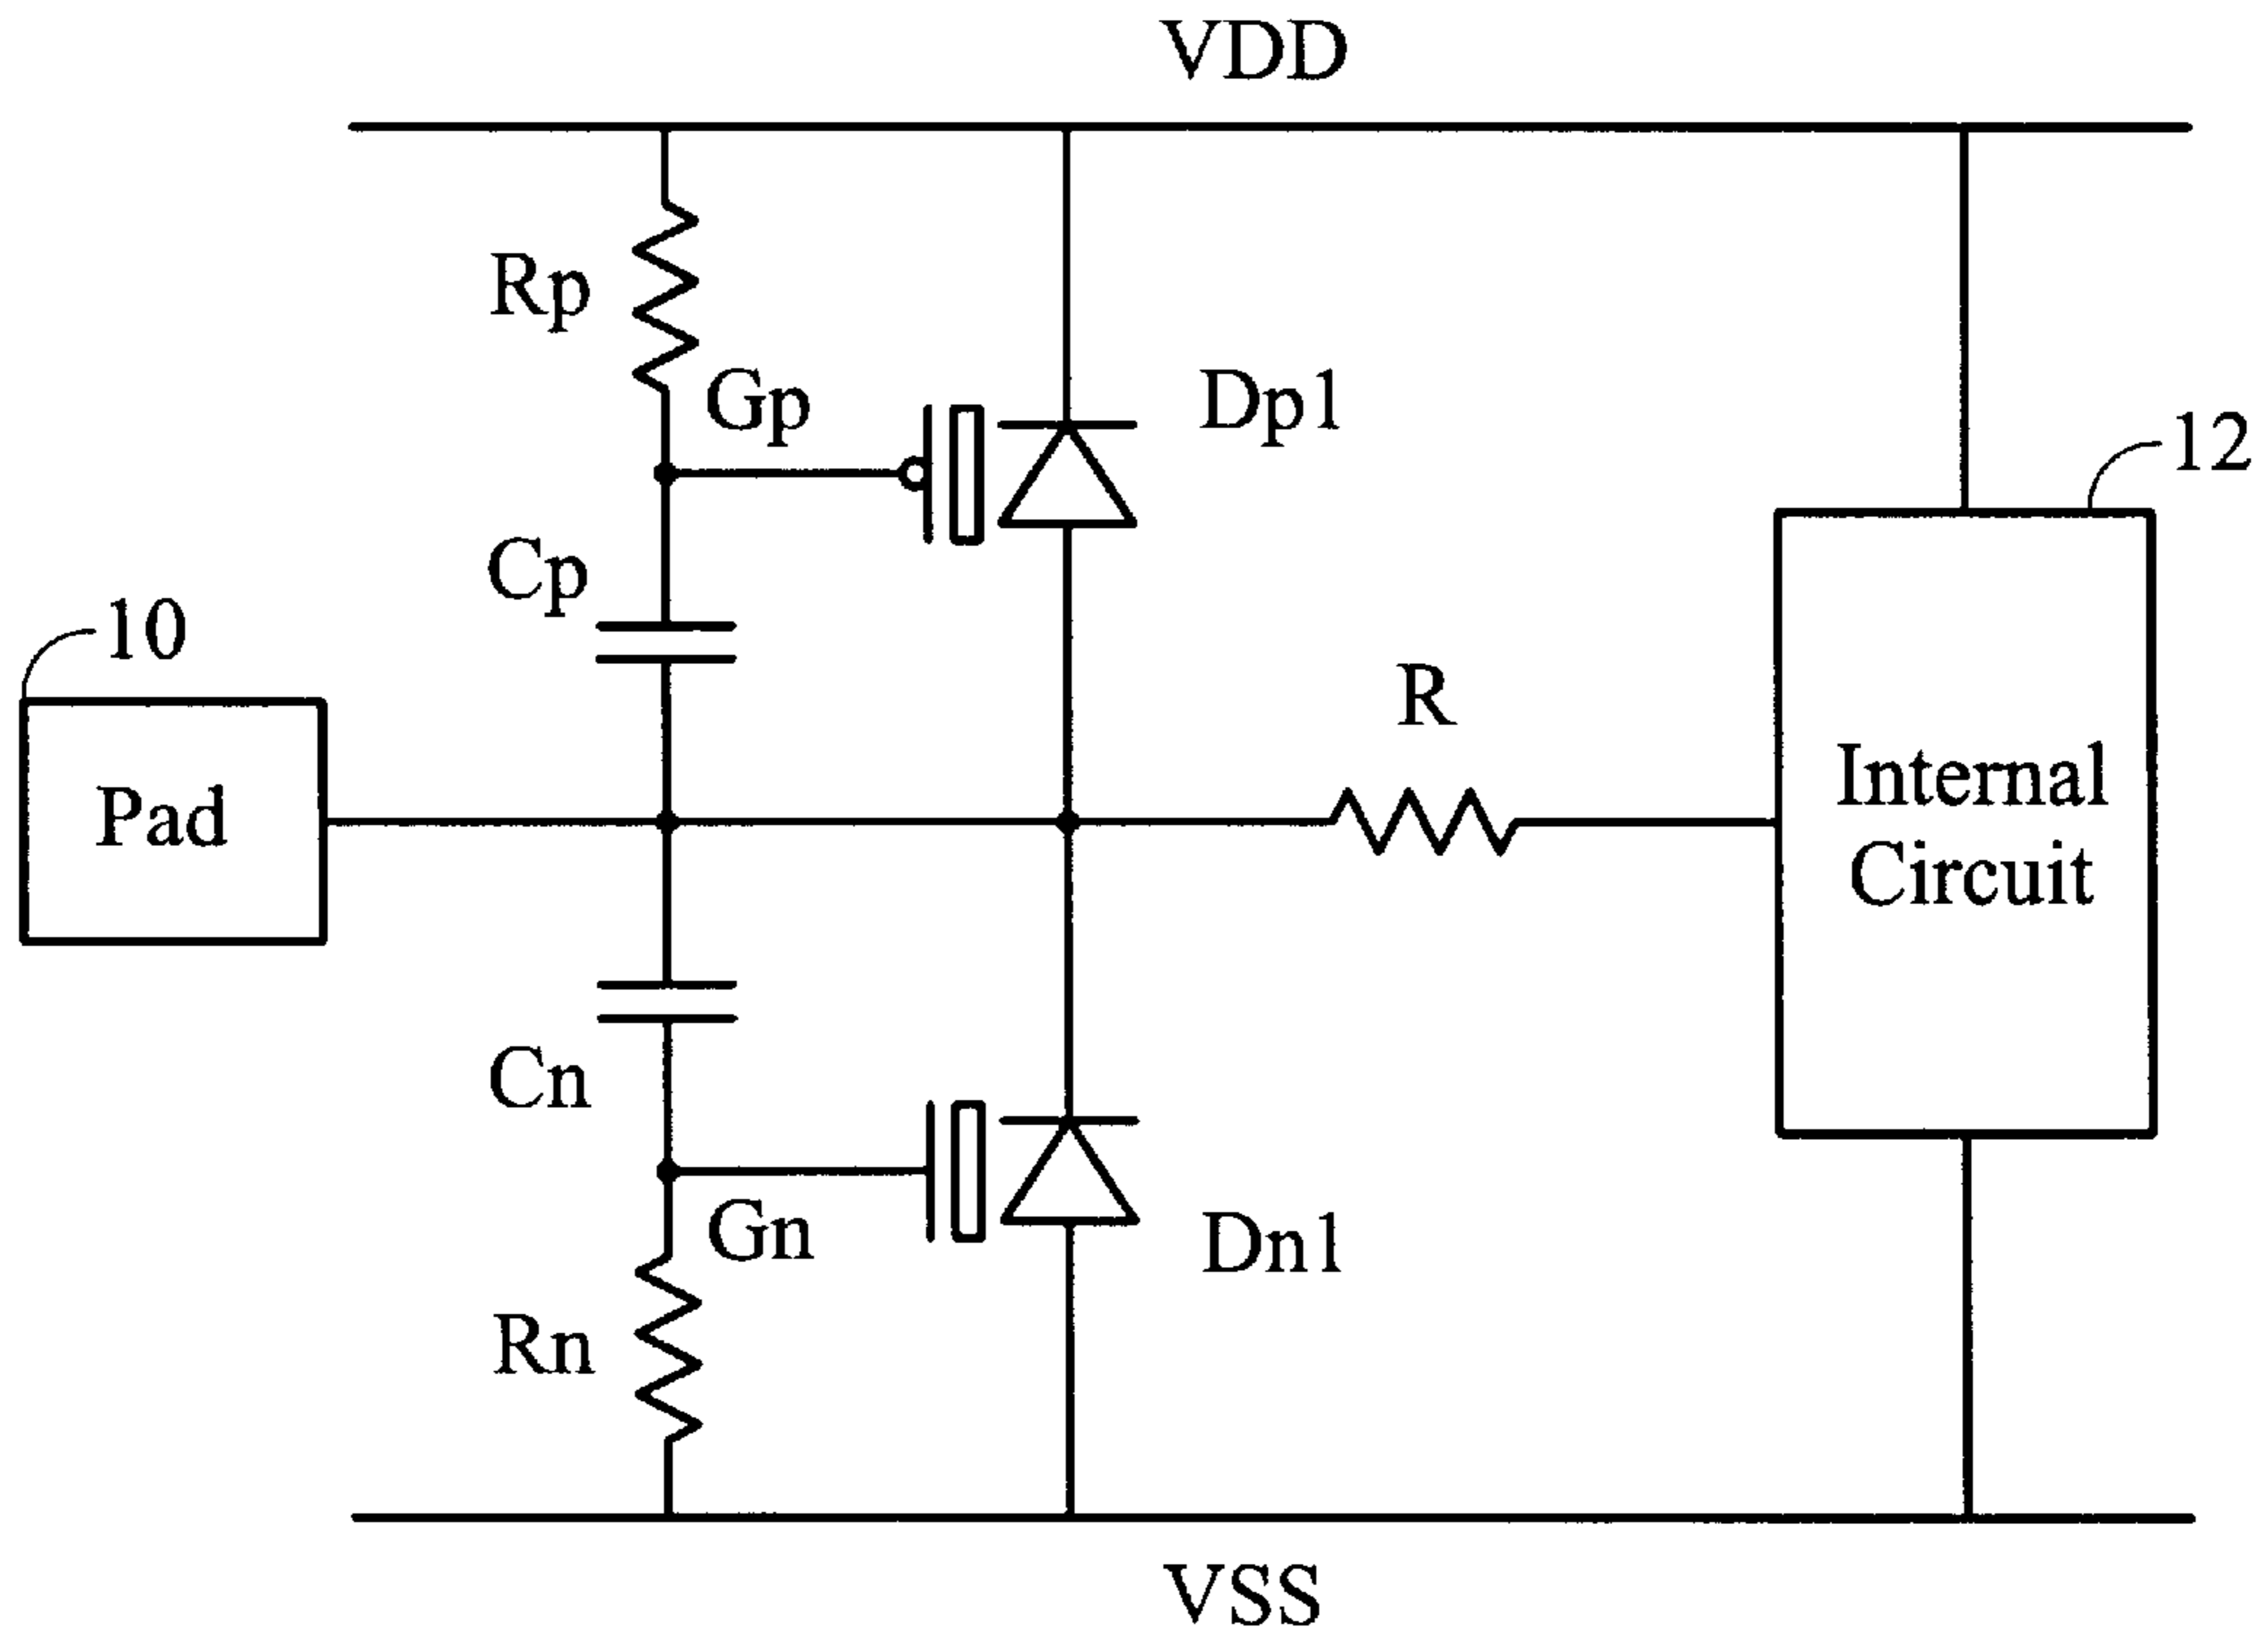 VDD
Rp
Gp
Dp1
12
Cp
10
R
Pad
Internal
Circuit
Cn
Gn
Dn1
Rn
VSS